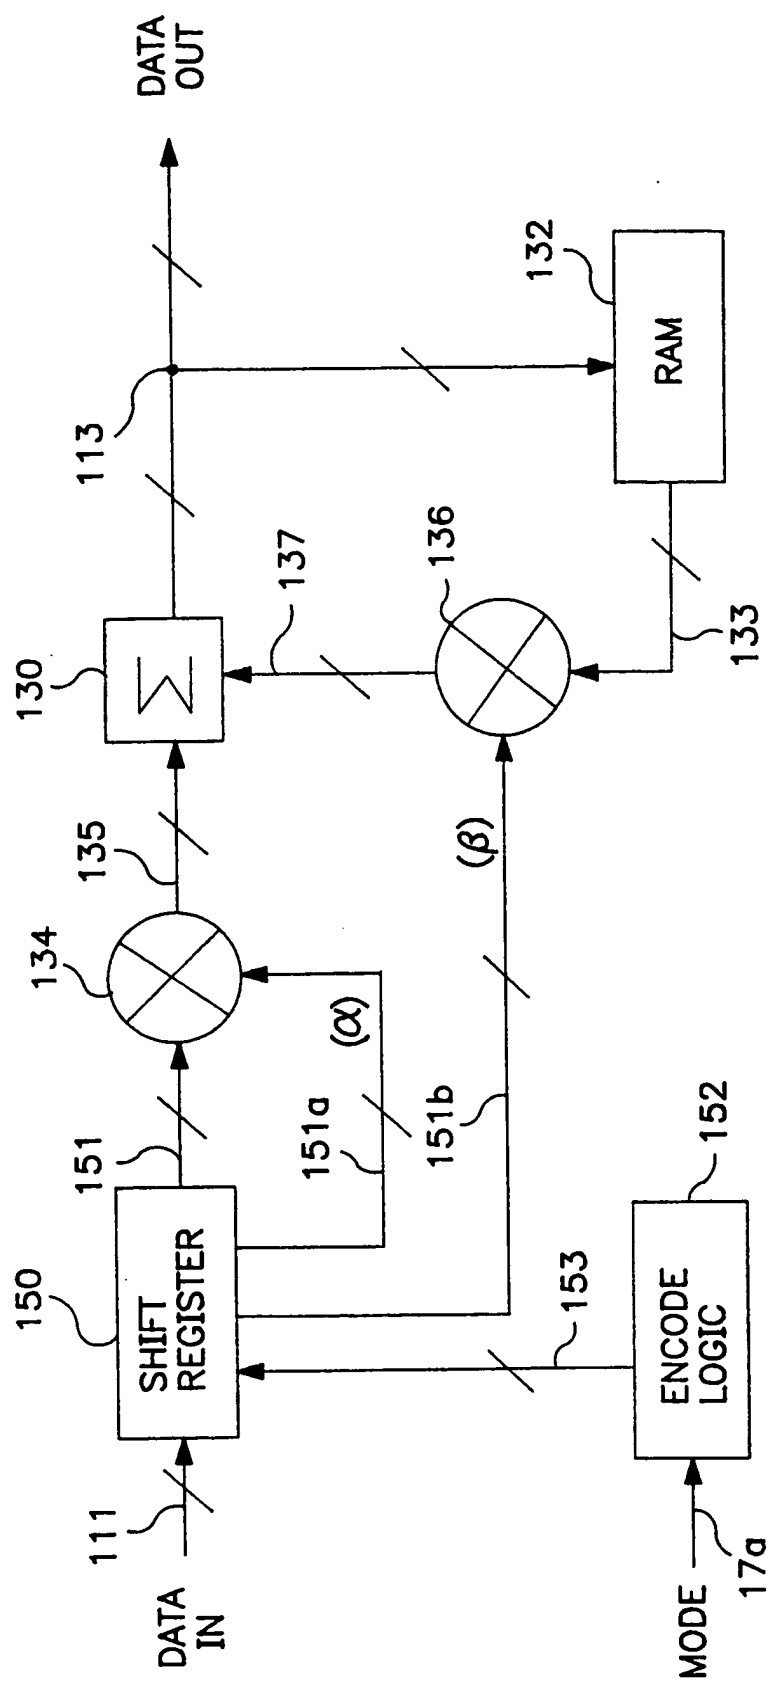 DATA
OUT
132
RAM
113
136
137
133
130
135
(β)
134
(α)
151
151a
151b
152
150
SHIFT
REGISTER
153
ENCODE
LOGIC
111
DATA
IN
MODE
17a
Σ